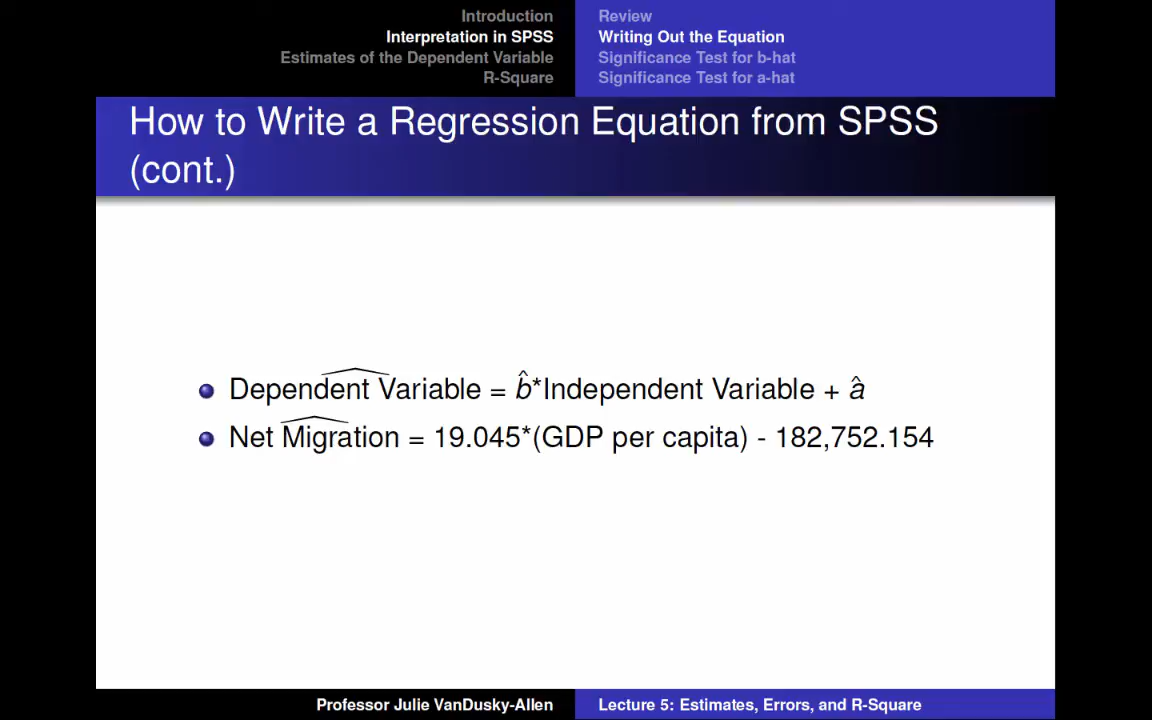 Introduction
Interpretation in SPSS
Estimates of the Dependent Variable
R-Square
Review
Writing Out the Equation
Significance Test for b-hat
Significance Test for a-hat
How to Write a Regression Equation from SPSS
(cont.)
Dependent Variable = b̂*Independent Variable + â
Net Migration = 19.045*(GDP per capita) - 182,752.154
Professor Julie VanDusky-Allen
Lecture 5: Estimates, Errors, and R-Square